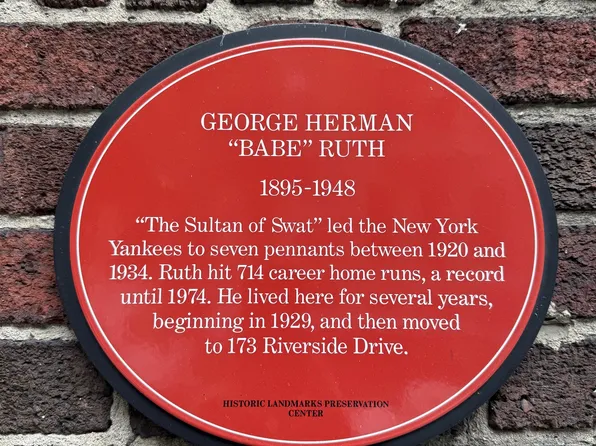 GEORGE HERMAN
“BABE” RUTH
1895-1948
“The Sultan of Swat” led the New York
Yankees to seven pennants between 1920 and
1934. Ruth hit 714 career home runs, a record
until 1974. He lived here for several years,
beginning in 1929, and then moved
to 173 Riverside Drive.
HISTORIC LANDMARKS PRESERVATION
CENTER